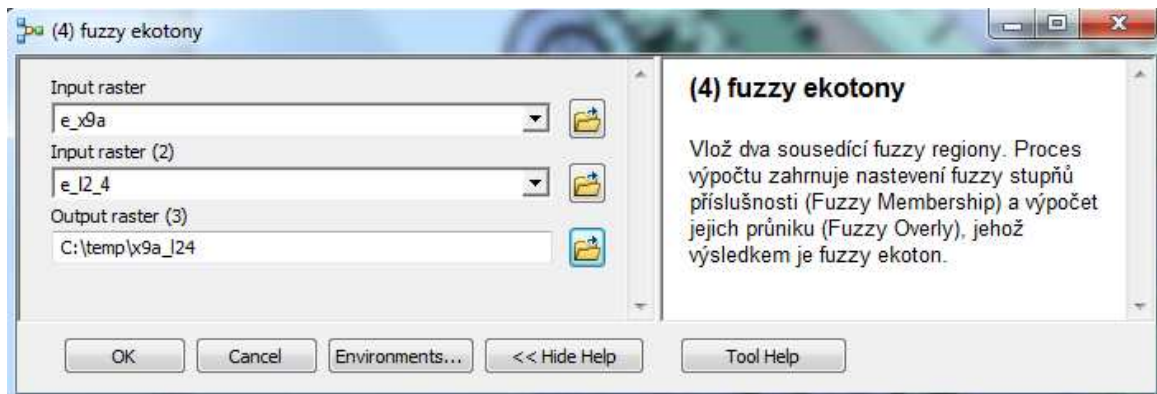 (4) fuzzy ekotony
Input raster
e_x9a
Input raster (2)
e_l2_4
Output raster (3)
C:\temp\x9a_l24
(4) fuzzy ekotony
Vlož dva sousedící fuzzy regiony. Proces
výpočtu zahrnuje nastevení fuzzy stupňů
příslušnosti (Fuzzy Membership) a výpočet
jejich průniku (Fuzzy Overly), jehož
výsledkem je fuzzy ekoton.
OK
Cancel
Environments...
<< Hide Help
Tool Help